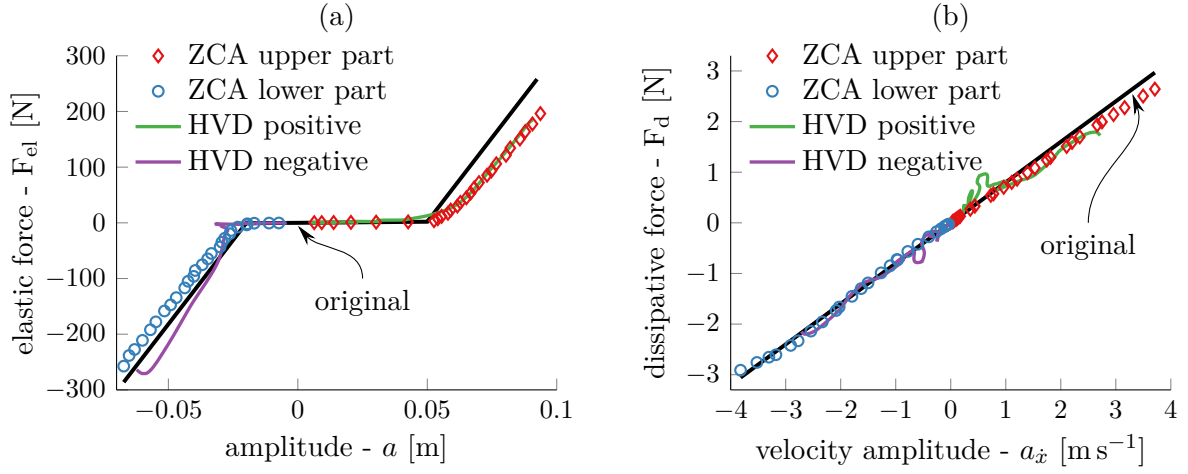 (a)
elastic force - F_el [N]
300
200
100
0
−100
−200
−300
ZCA upper part
ZCA lower part
HVD positive
HVD negative
original
−0.05
0
0.05
0.1
amplitude - a [m]
(b)
dissipative force - F_d [N]
3
2
1
0
−1
−2
−3
ZCA upper part
ZCA lower part
HVD positive
HVD negative
original
−4
−3
−2
−1
0
1
2
3
4
velocity amplitude - a_ẋ [m s⁻¹]